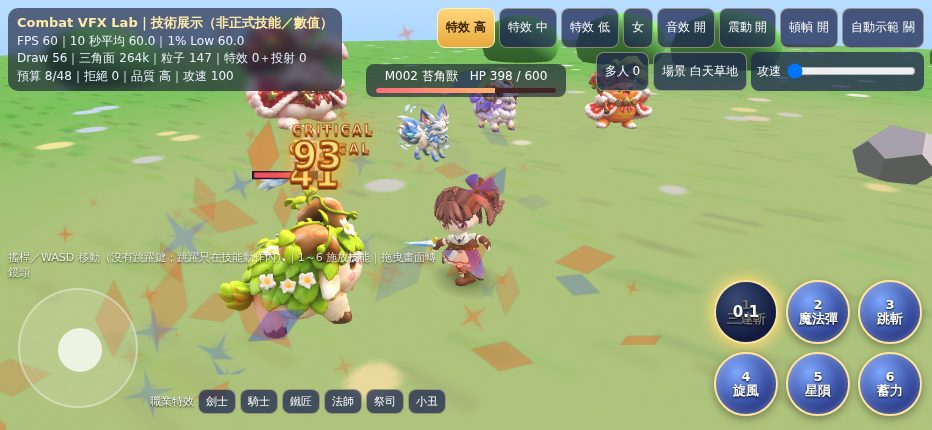 Combat VFX Lab｜技術展示（非正式技能／數值）
FPS 60｜10 秒平均 60.0｜1% Low 60.0
Draw 56｜三角面 264k｜粒子 147｜特效 0＋投射 0
預算 8/48｜拒絕 0｜品質 高｜攻速 100
特效 高
特效 中
特效 低
女
音效 開
震動 開
頓幀 開
自動示範 關
M002 苔角獸 HP 398 / 600
多人 0
場景 白天草地
攻速
CRITICAL
93
41
搖桿／WASD 移動（沒有跳躍鍵；跳躍只在技能動作內）｜1～6 施放技能｜拖曳畫面轉
鏡頭
1
0.1
三連斬
2
魔法彈
3
跳斬
4
旋風
5
星隕
6
蓄力
職業特效
劍士
騎士
鐵匠
法師
祭司
小丑